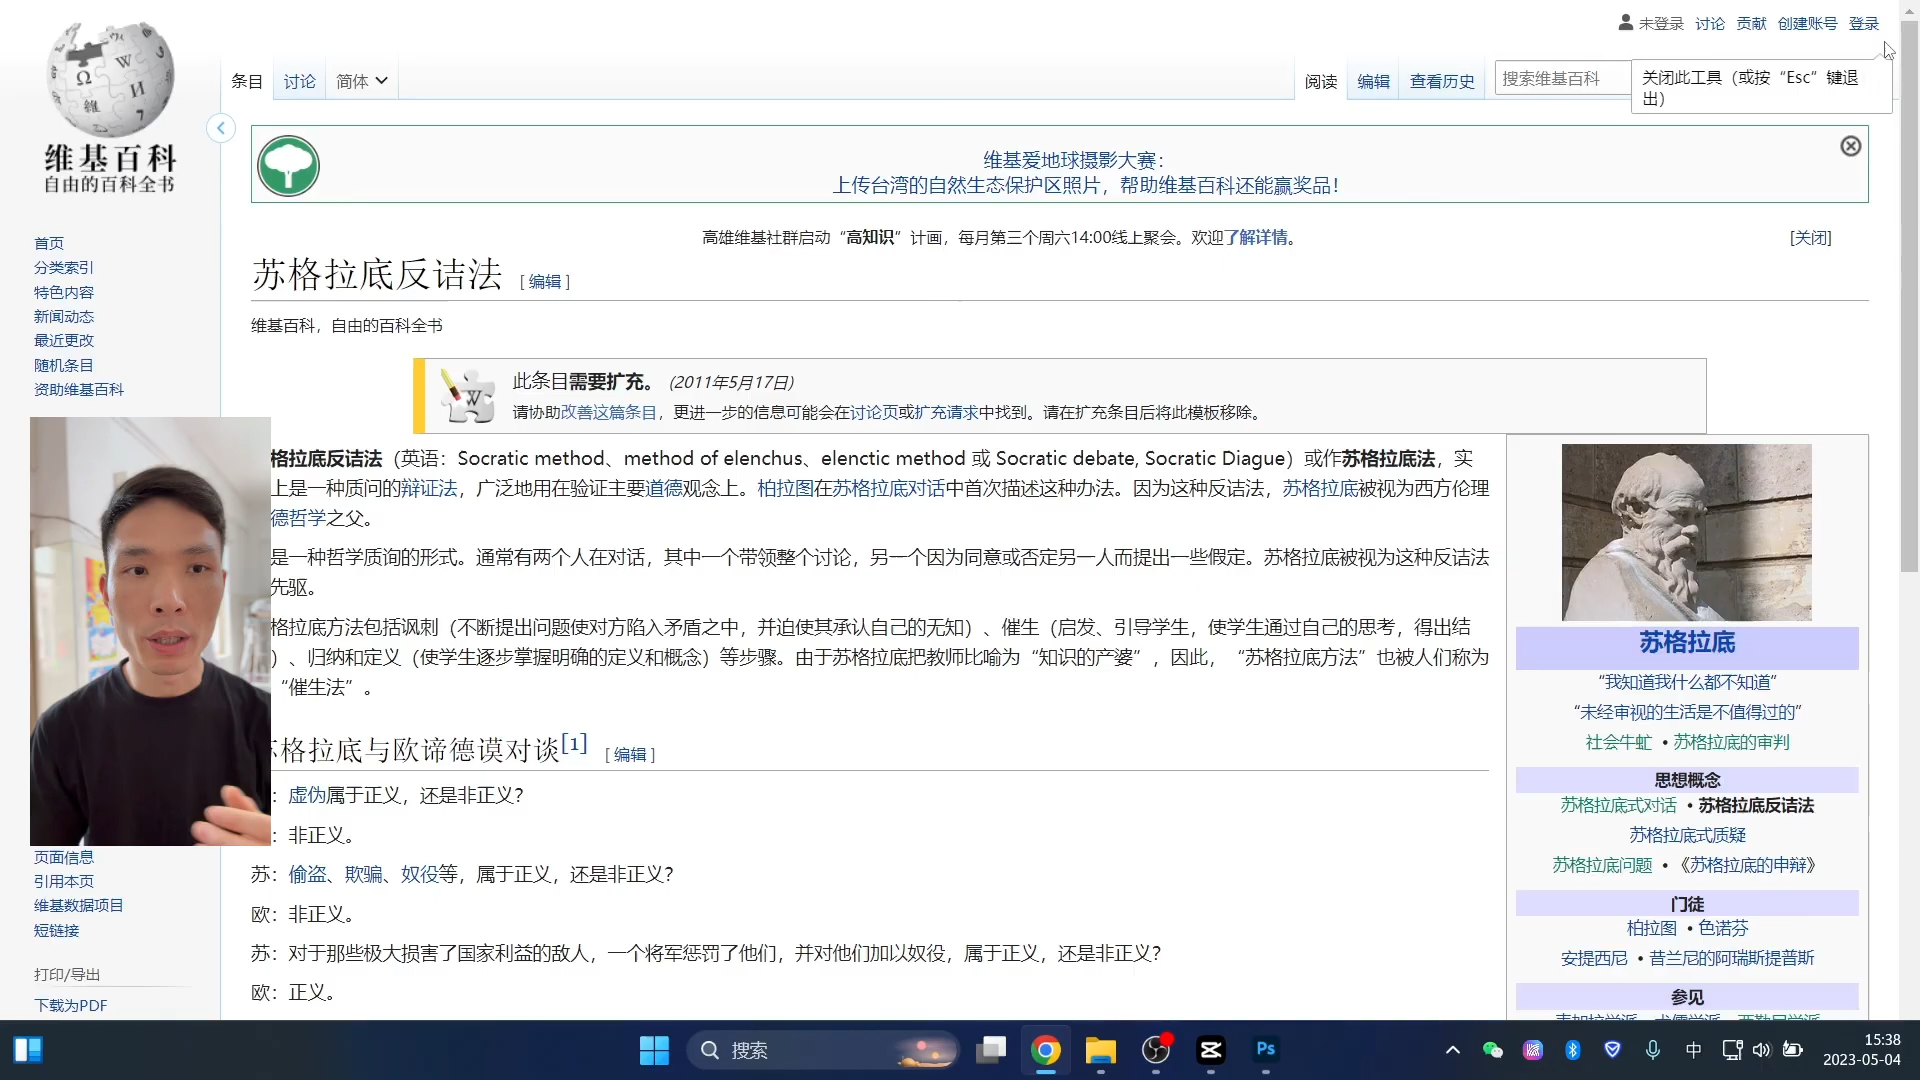 未登录 讨论 贡献 创建账号 登录
条目 讨论 简体
阅读 编辑 查看历史 搜索维基百科
关闭此工具（或按“Esc”键退
出）
维基百科
自由的百科全书
首页
分类索引
特色内容
新闻动态
最近更改
随机条目
资助维基百科
维基爱地球摄影大赛：
上传台湾的自然生态保护区照片，帮助维基百科还能赢奖品！
高雄维基社群启动“高知识”计画，每月第三个周六14:00线上聚会。欢迎了解详情。
[关闭]
苏格拉底反诘法 [ 编辑 ]
维基百科，自由的百科全书
此条目需要扩充。 (2011年5月17日)
请协助改善这篇条目，更进一步的信息可能会在讨论页或扩充请求中找到。请在扩充条目后将此模板移除。
格拉底反诘法（英语：Socratic method、method of elenchus、elenctic method 或 Socratic debate, Socratic Diague）或作苏格拉底法，实
上是一种质问的辩证法，广泛地用在验证主要道德观念上。柏拉图在苏格拉底对话中首次描述这种办法。因为这种反诘法，苏格拉底被视为西方伦理
德哲学之父。
是一种哲学质询的形式。通常有两个人在对话，其中一个带领整个讨论，另一个因为同意或否定另一人而提出一些假定。苏格拉底被视为这种反诘法
先驱。
格拉底方法包括讽刺（不断提出问题使对方陷入矛盾之中，并迫使其承认自己的无知）、催生（启发、引导学生，使学生通过自己的思考，得出结
）、归纳和定义（使学生逐步掌握明确的定义和概念）等步骤。由于苏格拉底把教师比喻为“知识的产婆”，因此，“苏格拉底方法”也被人们称为
“催生法”。
格拉底与欧谛德谟对谈[1] [ 编辑 ]
：虚伪属于正义，还是非正义？
：非正义。
苏：偷盗、欺骗、奴役等，属于正义，还是非正义？
欧：非正义。
苏：对于那些极大损害了国家利益的敌人，一个将军惩罚了他们，并对他们加以奴役，属于正义，还是非正义？
欧：正义。
页面信息
引用本页
维基数据项目
短链接
打印/导出
下载为PDF
苏格拉底
“我知道我什么都不知道”
“未经审视的生活是不值得过的”
社会牛虻 • 苏格拉底的审判
思想概念
苏格拉底式对话 • 苏格拉底反诘法
苏格拉底式质疑
苏格拉底问题 • 《苏格拉底的申辩》
门徒
柏拉图 • 色诺芬
安提西尼 • 昔兰尼的阿瑞斯提普斯
参见
搜索
Ps
中
15:38
2023-05-04